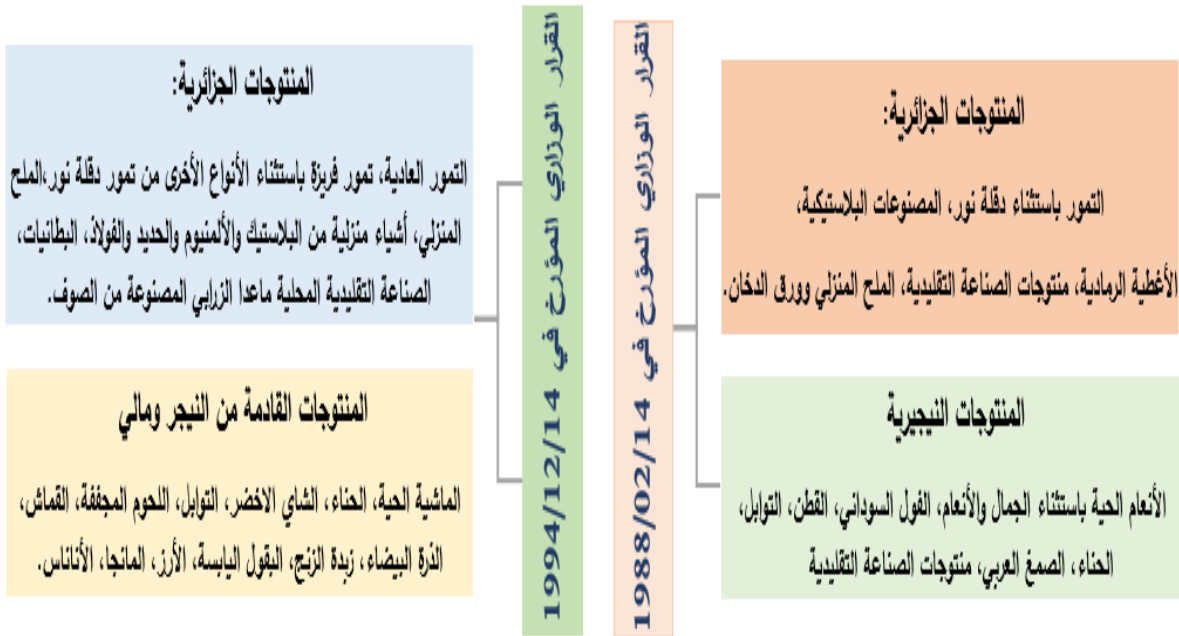 القرار الوزاري المؤرخ في 1988/02/14
المنتوجات الجزائرية:
التمور باستثناء دقلة نور، المصنوعات البلاستيكية،
الأغطية الرمادية، منتوجات الصناعة التقليدية، الملح المنزلي وورق الدخان.
المنتوجات النيجيرية
الأنعام الحية باستثناء الجمال والأنعام، الفول السوداني، القطن، التوابل،
الحناء، الصمغ العربي، منتوجات الصناعة التقليدية
القرار الوزاري المؤرخ في 1994/12/14
المنتوجات الجزائرية:
التمور العادية، تمور فريزة باستثناء الأنواع الأخرى من تمور دقلة نور،الملح
المنزلي، أشياء منزلية من البلاستيك والألمنيوم والحديد والفولاذ، البطانيات،
الصناعة التقليدية المحلية ماعدا الزرابي المصنوعة من الصوف.
المنتوجات القادمة من النيجر ومالي
الماشية الحية، الحناء، الشاي الاخضر، التوابل، اللحوم المجففة، القماش،
الذرة البيضاء، زبدة الزنج، البقول اليابسة، الأرز، المانجا، الأناناس.